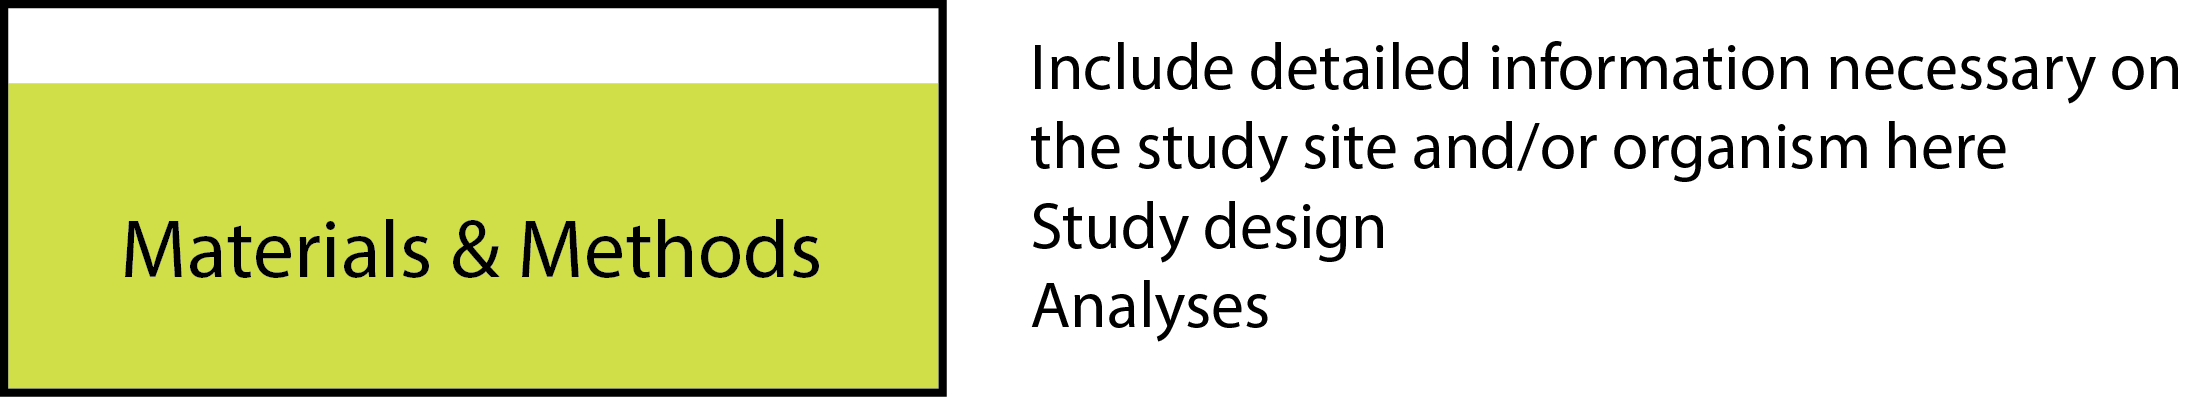 Materials & Methods
Include detailed information necessary on
the study site and/or organism here
Study design
Analyses